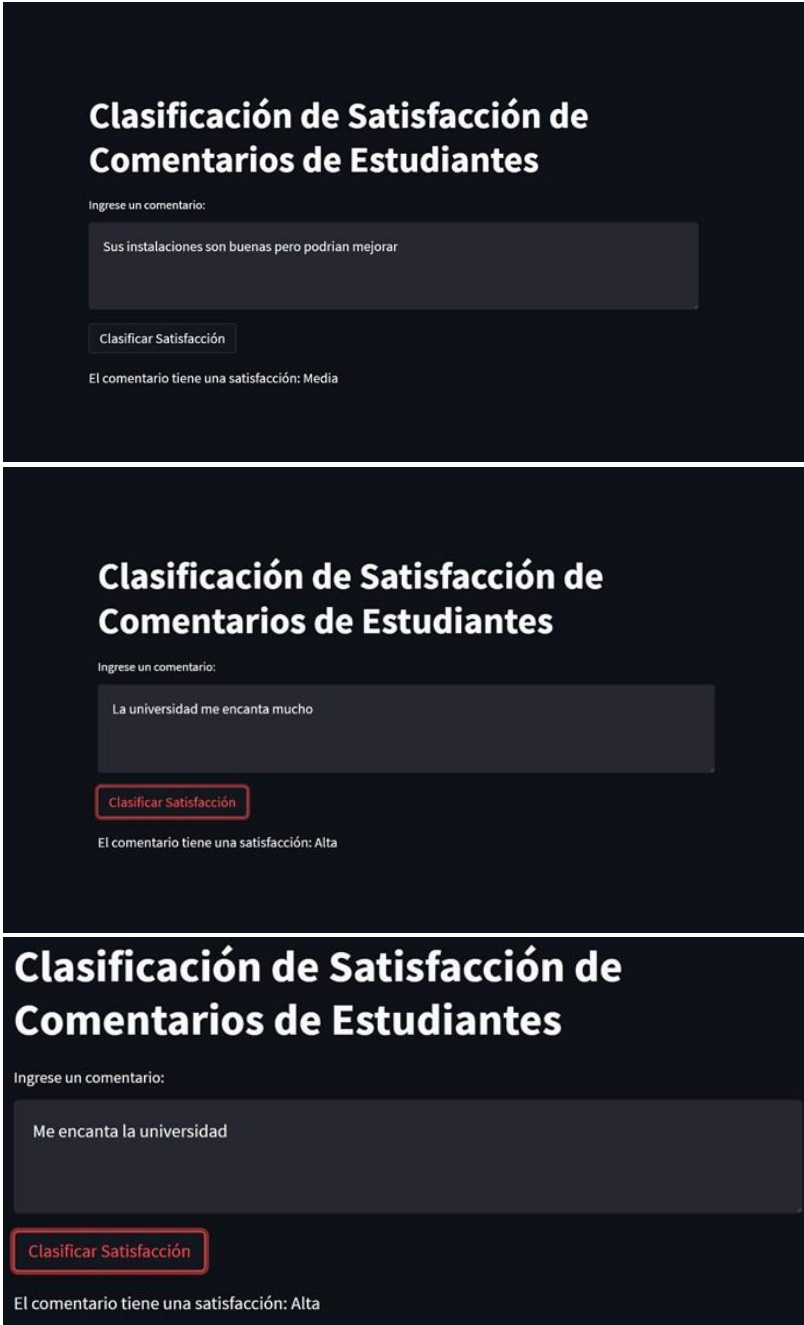 Clasificación de Satisfacción de
Comentarios de Estudiantes
Ingrese un comentario:
Sus instalaciones son buenas pero podrian mejorar
Clasificar Satisfacción
El comentario tiene una satisfacción: Media
Clasificación de Satisfacción de
Comentarios de Estudiantes
Ingrese un comentario:
La universidad me encanta mucho
Clasificar Satisfacción
El comentario tiene una satisfacción: Alta
Clasificación de Satisfacción de
Comentarios de Estudiantes
Ingrese un comentario:
Me encanta la universidad
Clasificar Satisfacción
El comentario tiene una satisfacción: Alta